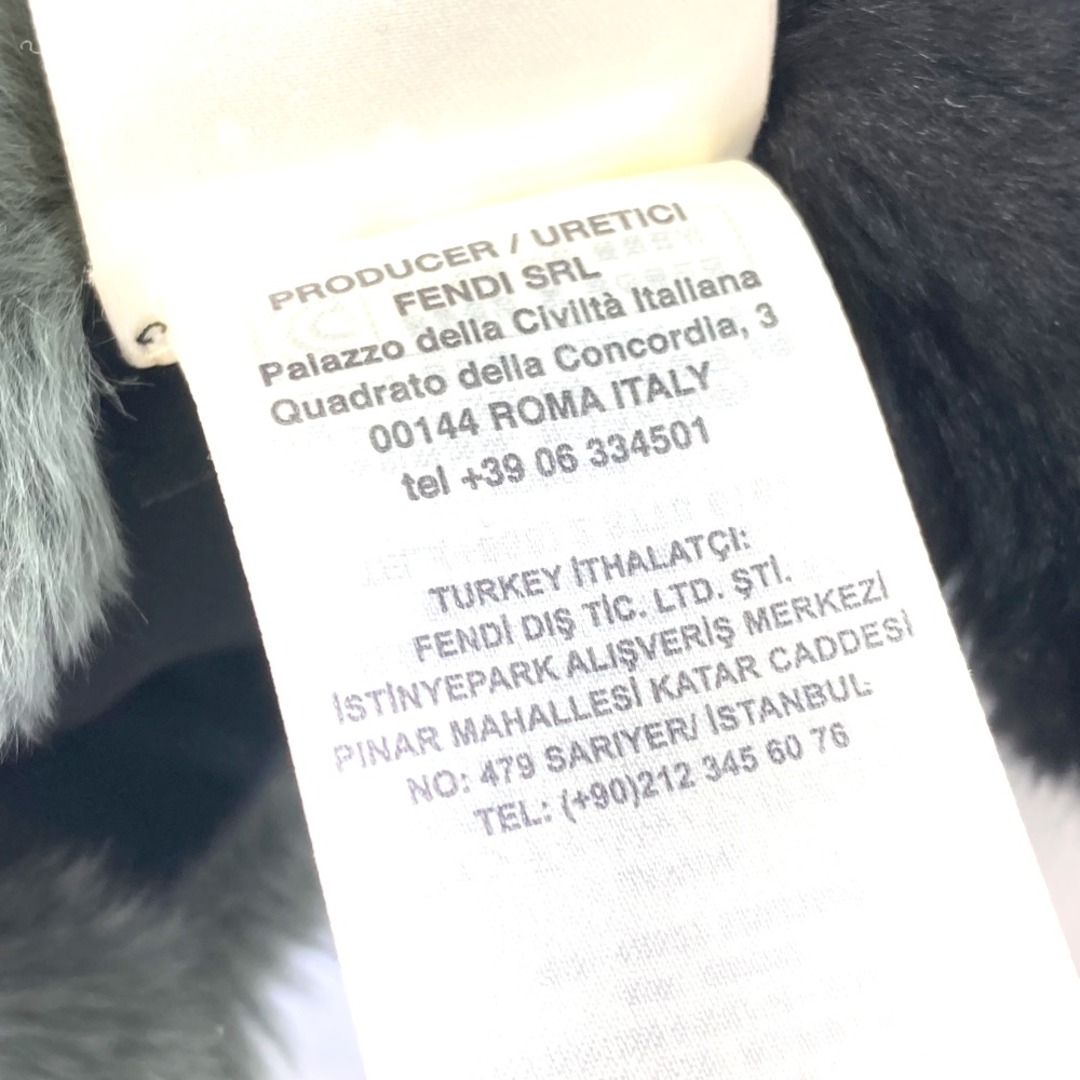 PRODUCER / URETICI
FENDI SRL
Palazzo della Civiltà Italiana
Quadrato della Concordia, 3
00144 ROMA ITALY
tel +39 06 334501
TURKEY İTHALATÇI:
FENDİ DIŞ TİC. LTD. ŞTİ.
İSTİNYEPARK ALIŞVERİŞ MERKEZİ
PINAR MAHALLESİ KATAR CADDESİ
NO: 479 SARIYER/ İSTANBUL
TEL: (+90)212 345 60 76